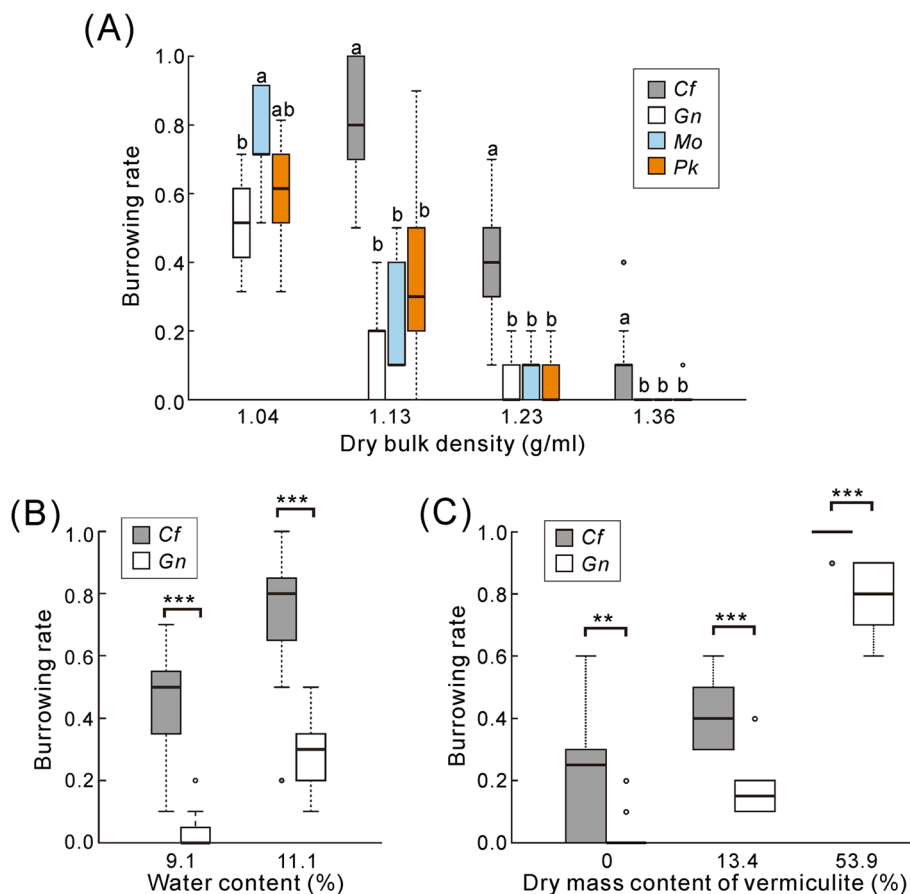 (A)
1.0
0.8
0.6
0.4
0.2
0.0
Burrowing rate
b
a
ab
a
b
b
b
a
b
b
b
a
b
b
b
Cf
Gn
Mo
Pk
1.04
1.13
1.23
1.36
Dry bulk density (g/ml)
(B)
1.0
0.8
0.6
0.4
0.2
0.0
Burrowing rate
Cf
Gn
***
***
9.1
11.1
Water content (%)
(C)
1.0
0.8
0.6
0.4
0.2
0.0
Burrowing rate
Cf
Gn
**
***
***
0
13.4
53.9
Dry mass content of vermiculite (%)